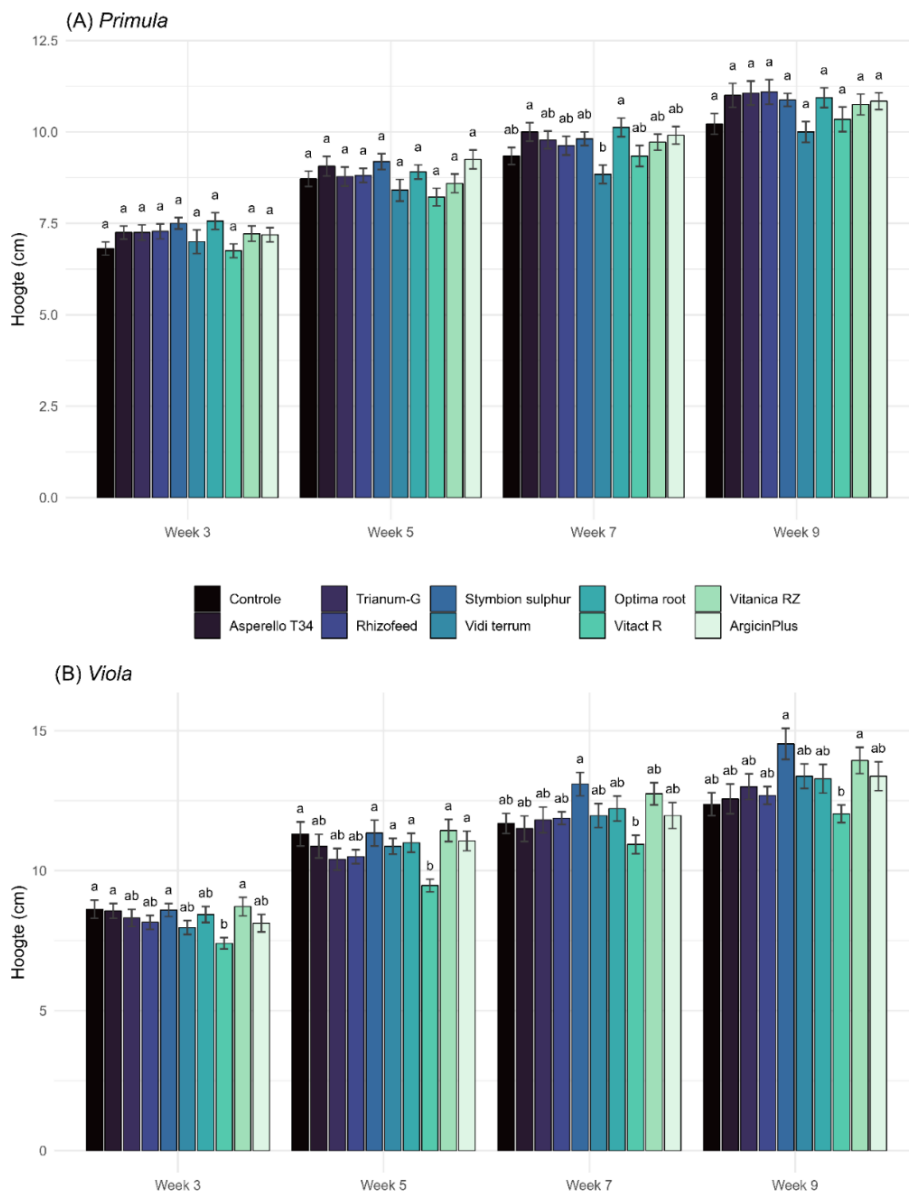 (A) Primula
12.5
10.0
7.5
5.0
2.5
0.0
Hoogte (cm)
a a a a a a a a a a
a a a a a a a a a a
ab a ab ab ab b a ab ab ab
a a a a a a a a a a
Week 3 Week 5 Week 7 Week 9
Controle Trianum-G Stymbion sulphur Optima root Vitanica RZ
Asperello T34 Rhizofeed Vidi terrum Vitact R ArgicinPlus
(B) Viola
15
10
5
0
Hoogte (cm)
a a ab ab a ab ab b a ab
a ab ab ab a a a b a a
ab ab ab ab a ab ab b ab ab
ab ab ab ab a ab ab b a ab
Week 3 Week 5 Week 7 Week 9